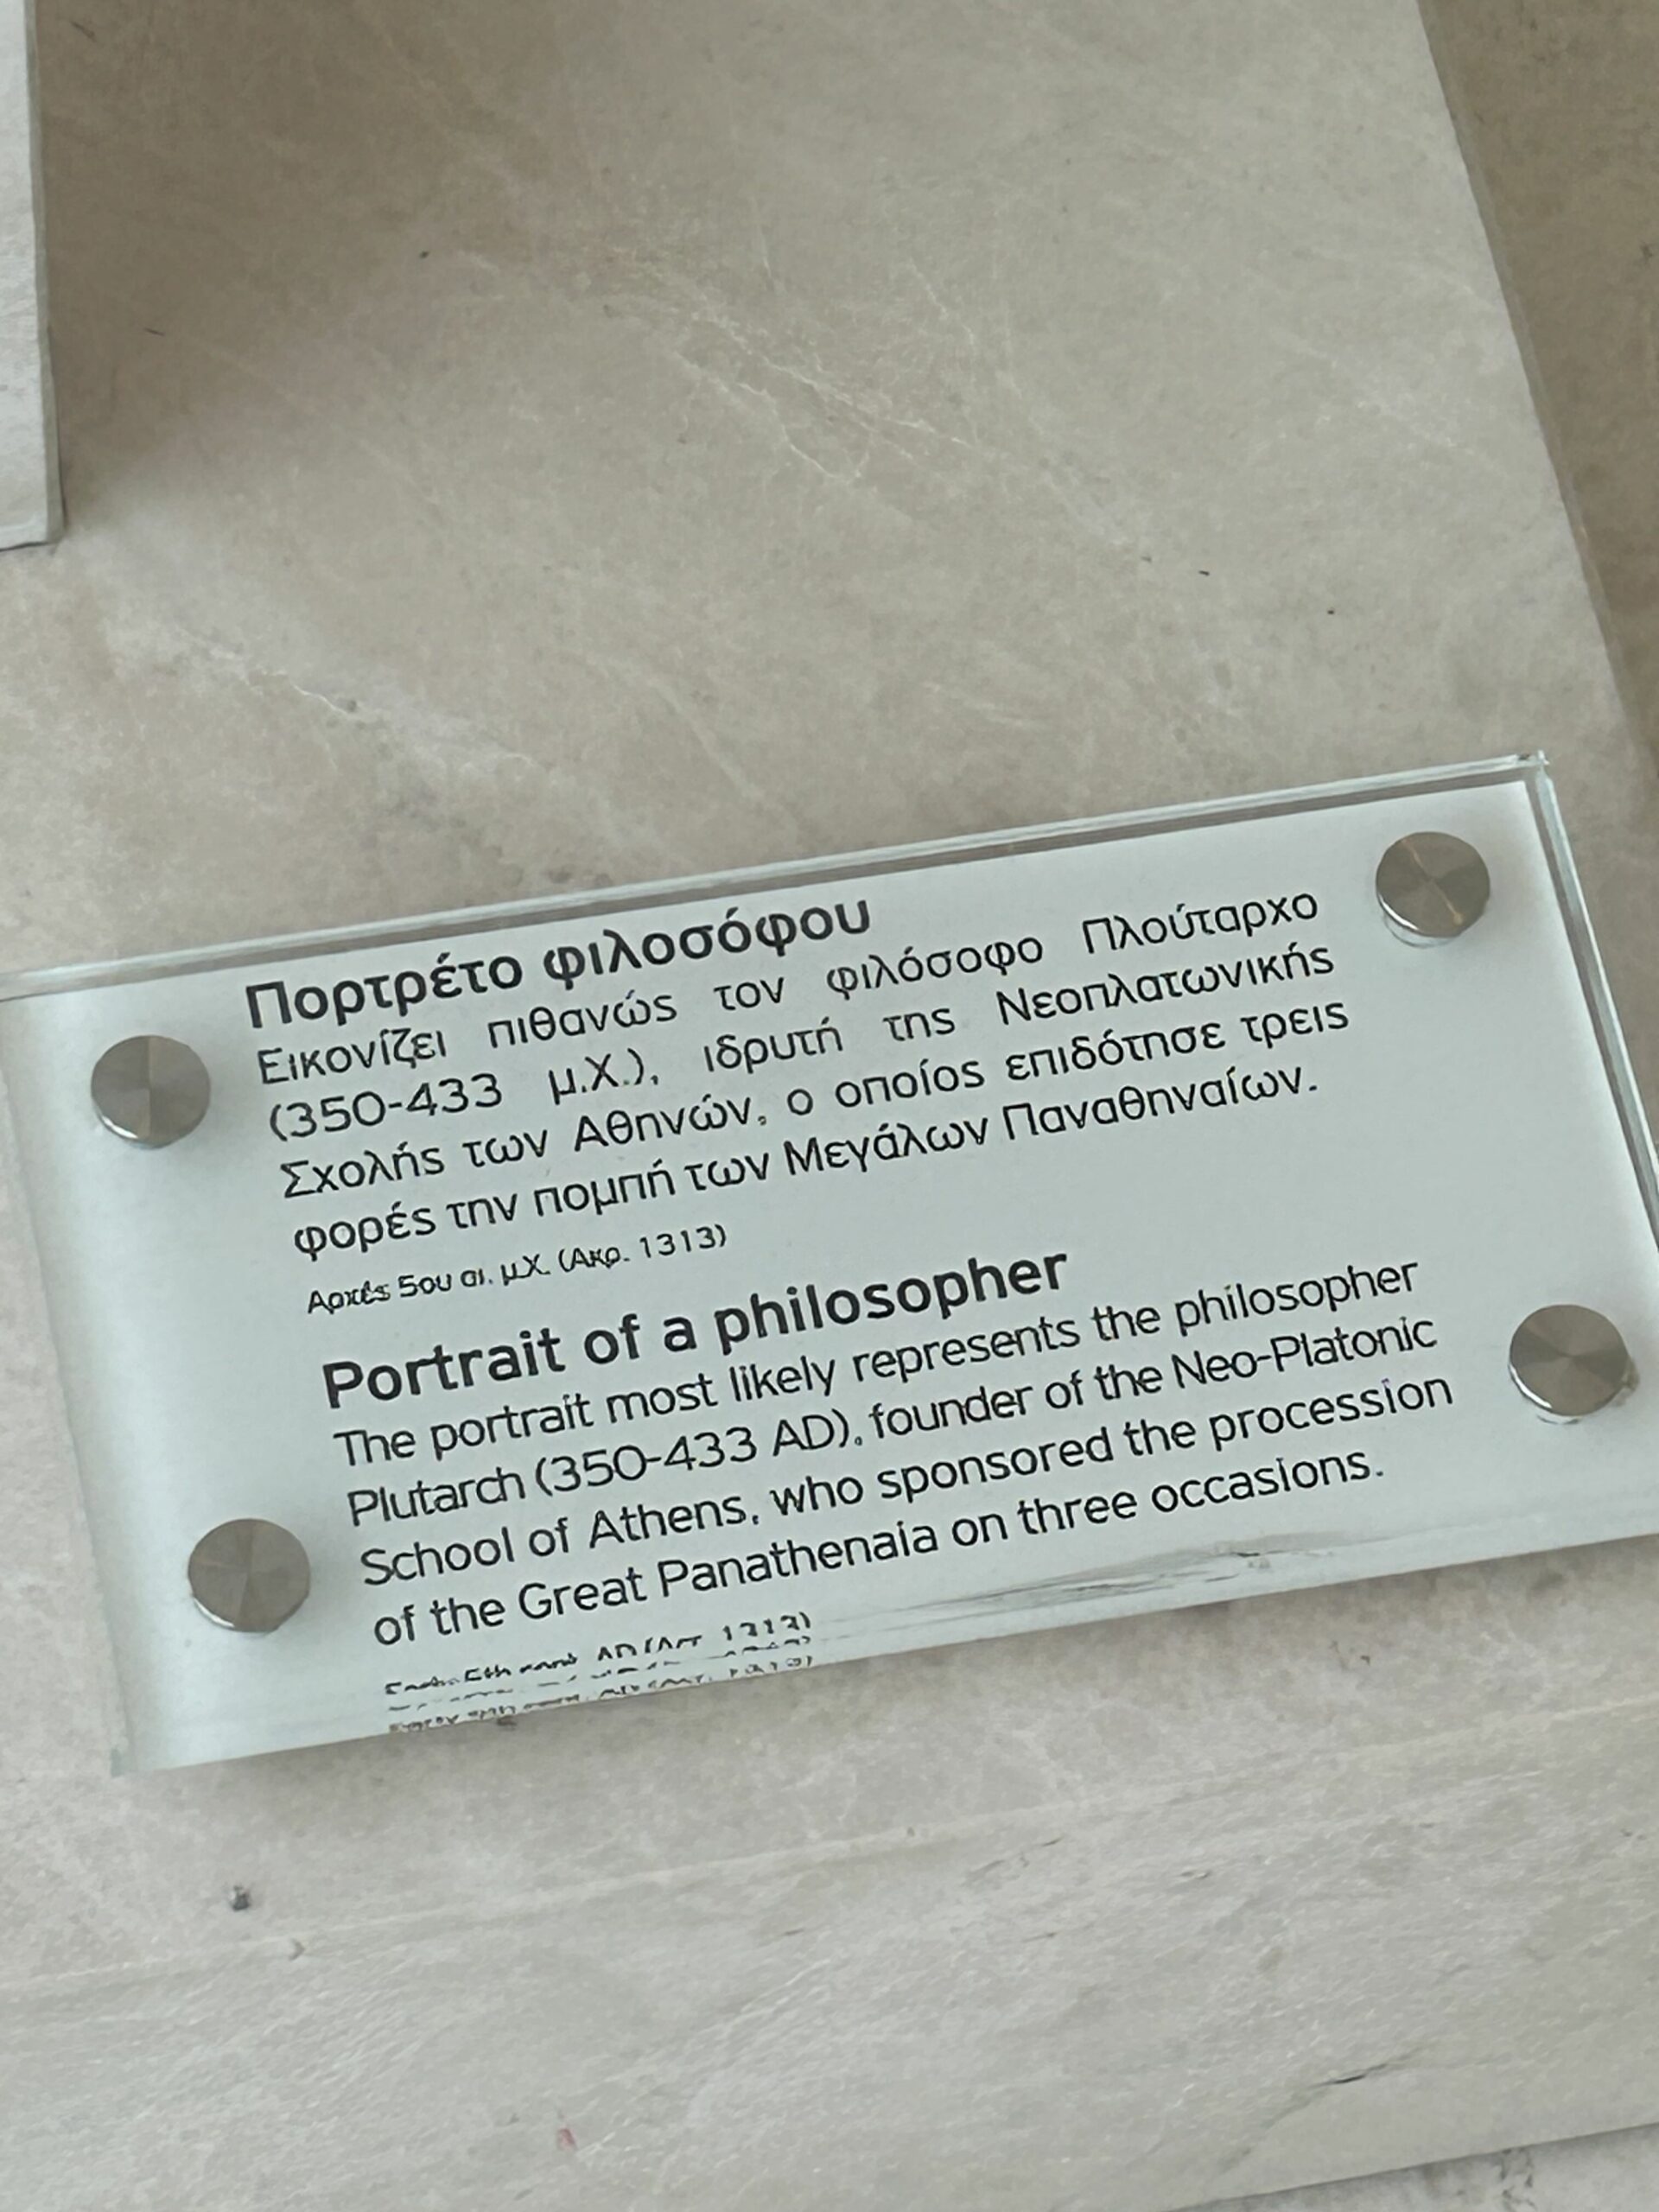 Πορτρέτο φιλοσόφου
Εικονίζει πιθανώς τον φιλόσοφο Πλούταρχο
(350-433 μ.Χ.), ιδρυτή της Νεοπλατωνικής
Σχολής των Αθηνών, ο οποίος επιδότησε τρεις
φορές την πομπή των Μεγάλων Παναθηναίων.
Αρχές 5ου αι. μ.Χ. (Ακρ. 1313)
Portrait of a philosopher
The portrait most likely represents the philosopher
Plutarch (350-433 AD), founder of the Neo-Platonic
School of Athens, who sponsored the procession
of the Great Panathenaia on three occasions.
AD 1313)